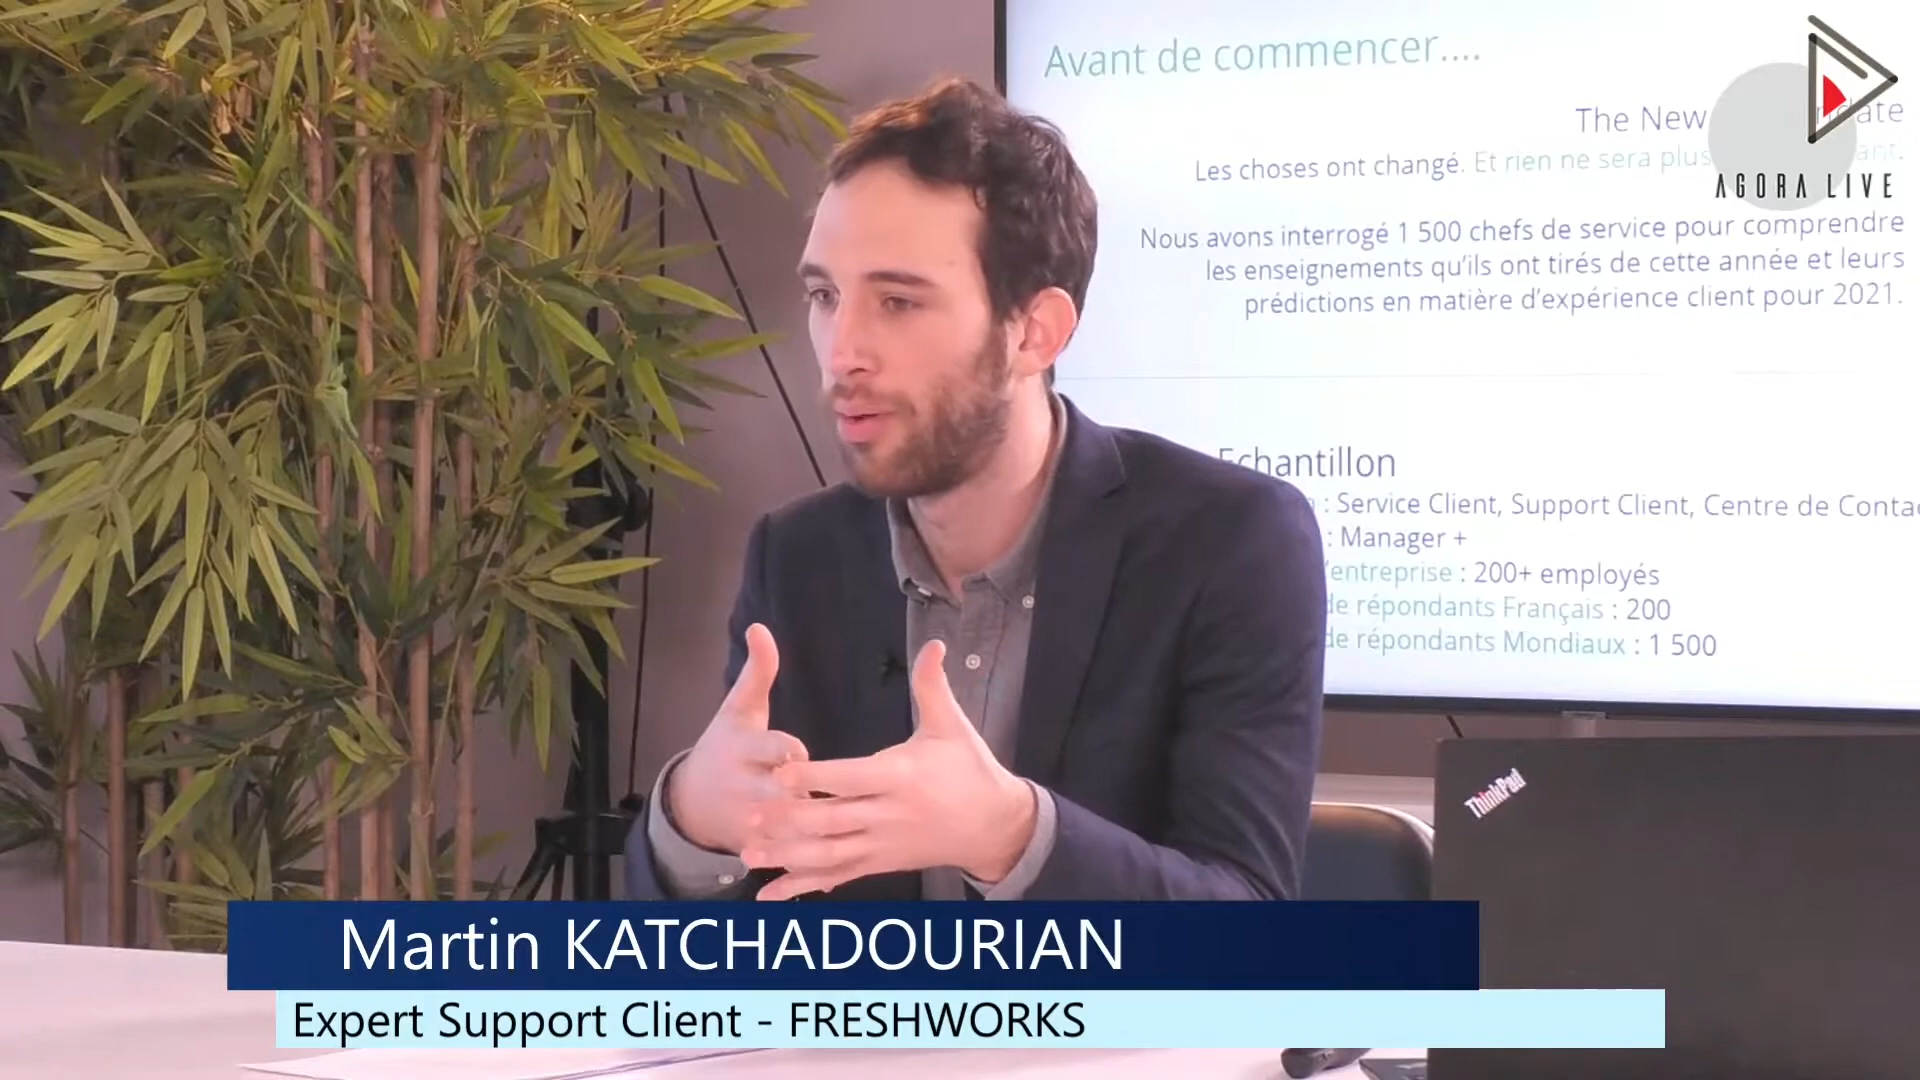 Avant de commencer....
The New
Les choses ont changé. Et rien ne sera plus
AGORA LIVE
Nous avons interrogé 1 500 chefs de service pour comprendre
les enseignements qu'ils ont tirés de cette année et leurs
prédictions en matière d'expérience client pour 2021.
Echantillon
: Service Client, Support Client, Centre de
: Manager +
'entreprise : 200+ employés
de répondants Français : 200
de répondants Mondiaux : 1 500
ThinkPad
Martin KATCHADOURIAN
Expert Support Client - FRESHWORKS